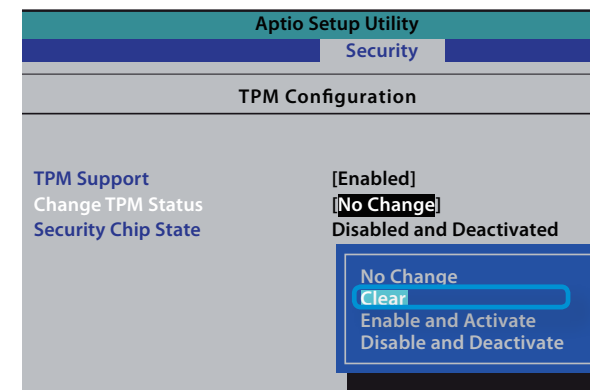 Aptio Setup Utility
Security
TPM Configuration
TPM Support [Enabled]
Change TPM Status [No Change]
Security Chip State Disabled and Deactivated
No Change
Clear
Enable and Activate
Disable and Deactivate